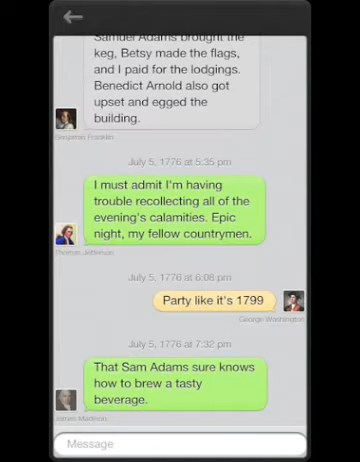 Samuel Adams brought the
keg, Betsy made the flags,
and I paid for the lodgings.
Benedict Arnold also got
upset and egged the
building.
Benjamin Franklin
July 5, 1776 at 5:35 pm
I must admit I'm having
trouble recollecting all of the
evening's calamities. Epic
night, my fellow countrymen.
Thomas Jefferson
July 5, 1776 at 6:08 pm
Party like it's 1799
George Washington
July 5, 1776 at 7:32 pm
That Sam Adams sure knows
how to brew a tasty
beverage.
James Madison
Message